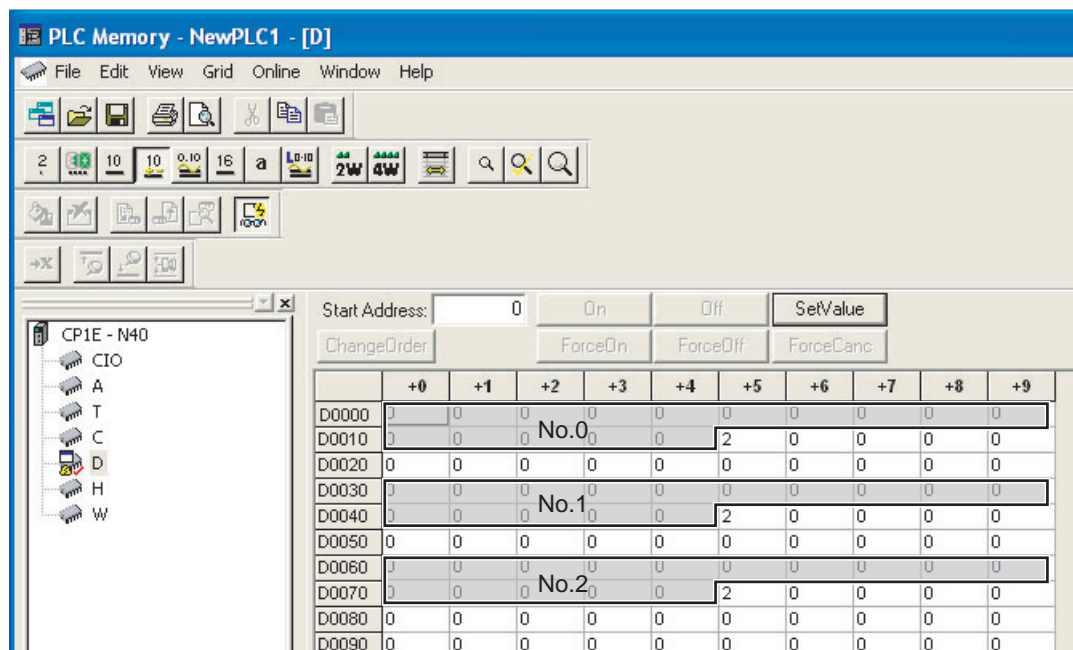 PLC Memory - NewPLC1 - [D]
File Edit View Grid Online Window Help
2 10 10 10 0.10 16 a L0-10 2W 4W
→X
Start Address: 0 On Off SetValue
ChangeOrder ForceOn ForceOff ForceCanc
CP1E - N40
CIO
A
T
C
D
H
W
+0 +1 +2 +3 +4 +5 +6 +7 +8 +9
D0000 0 0 0 0 0 0 0 0 0 0
No.0
D0010 0 0 0 0 0 2 0 0 0 0
D0020 0 0 0 0 0 0 0 0 0 0
D0030 0 0 0 0 0 0 0 0 0 0
No.1
D0040 0 0 0 0 0 2 0 0 0 0
D0050 0 0 0 0 0 0 0 0 0 0
D0060 0 0 0 0 0 0 0 0 0 0
No.2
D0070 0 0 0 0 0 2 0 0 0 0
D0080 0 0 0 0 0 0 0 0 0 0
D0090 0 0 0 0 0 0 0 0 0 0